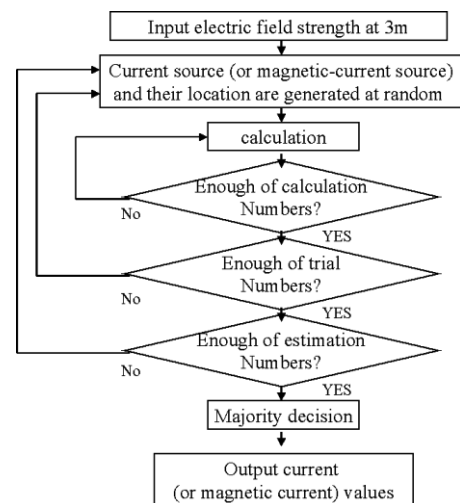 Input electric field strength at 3m
Current source (or magnetic-current source)
and their location are generated at random
calculation
Enough of calculation
Numbers?
No
YES
Enough of trial
Numbers?
No
YES
Enough of estimation
Numbers?
No
YES
Majority decision
Output current
(or magnetic current) values